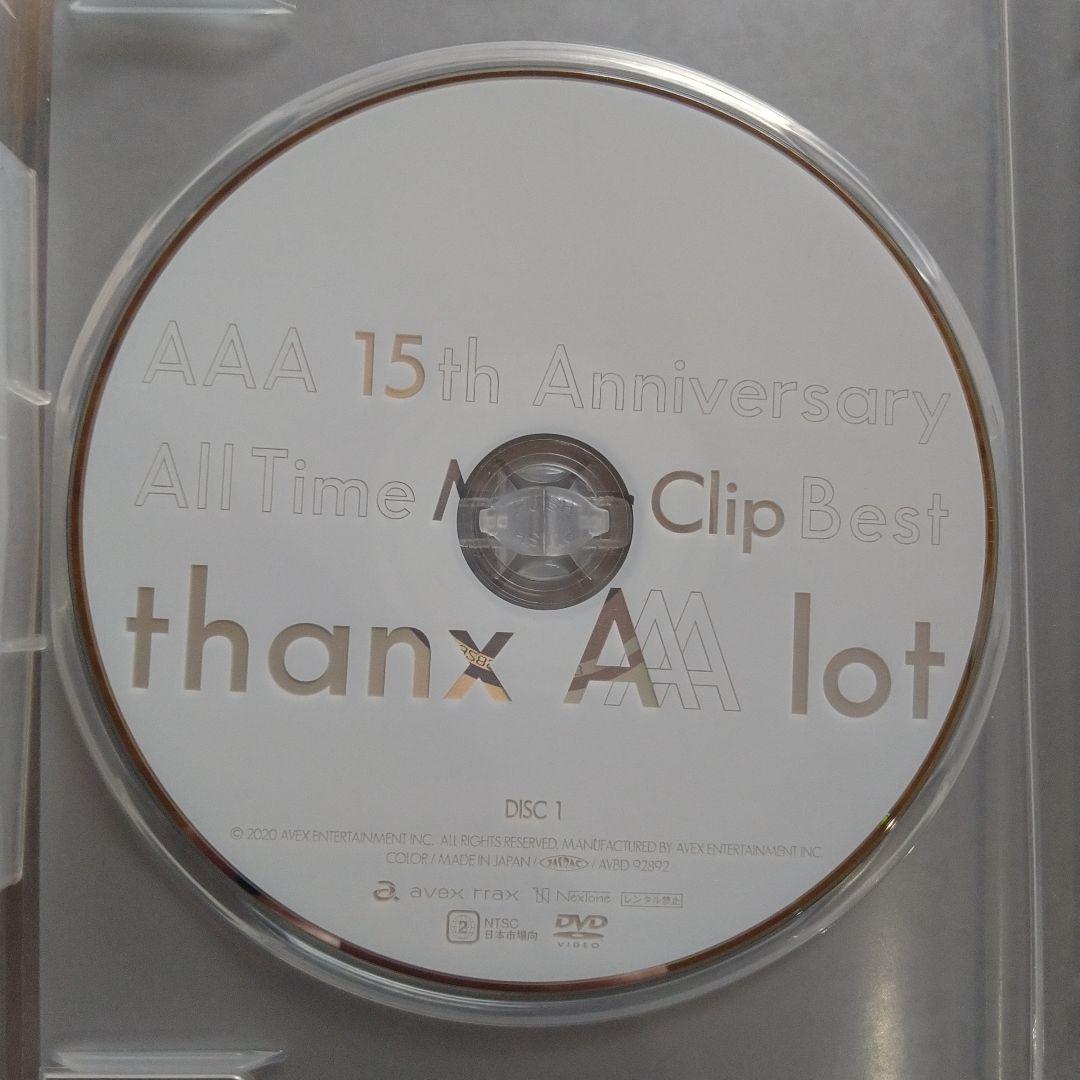 AAA 15th Anniversary
All Time M Clip Best
thanx AAAA lot
DISC 1
© 2020 AVEX ENTERTAINMENT INC. ALL RIGHTS RESERVED. MANUFACTURED BY AVEX ENTERTAINMENT INC.
COLOR / MADE IN JAPAN / JASRAC / AVBD-92892
a avex trax NexTone レンタル禁止
2 NTSC 日本市場向 DVD VIDEO